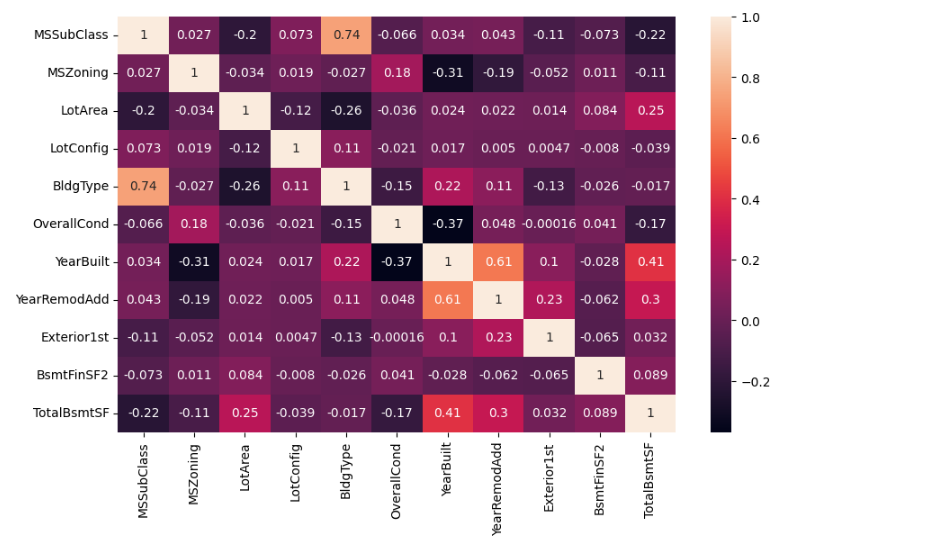 MSSubClass 1 0.027 -0.2 0.073 0.74 -0.066 0.034 0.043 -0.11 -0.073 -0.22
MSZoning 0.027 1 -0.034 0.019 -0.027 0.18 -0.31 -0.19 -0.052 0.011 -0.11
LotArea -0.2 -0.034 1 -0.12 -0.26 -0.036 0.024 0.022 0.014 0.084 0.25
LotConfig 0.073 0.019 -0.12 1 0.11 -0.021 0.017 0.005 0.0047 -0.008 -0.039
BldgType 0.74 -0.027 -0.26 0.11 1 -0.15 0.22 0.11 -0.13 -0.026 -0.017
OverallCond -0.066 0.18 -0.036 -0.021 -0.15 1 -0.37 0.048 -0.00016 0.041 -0.17
YearBuilt 0.034 -0.31 0.024 0.017 0.22 -0.37 1 0.61 0.1 -0.028 0.41
YearRemodAdd 0.043 -0.19 0.022 0.005 0.11 0.048 0.61 1 0.23 -0.062 0.3
Exterior1st -0.11 -0.052 0.014 0.0047 -0.13 -0.00016 0.1 0.23 1 -0.065 0.032
BsmtFinSF2 -0.073 0.011 0.084 -0.008 -0.026 0.041 -0.028 -0.062 -0.065 1 0.089
TotalBsmtSF -0.22 -0.11 0.25 -0.039 -0.017 -0.17 0.41 0.3 0.032 0.089 1
MSSubClass
MSZoning
LotArea
LotConfig
BldgType
OverallCond
YearBuilt
YearRemodAdd
Exterior1st
BsmtFinSF2
TotalBsmtSF
1.0
0.8
0.6
0.4
0.2
0.0
−0.2